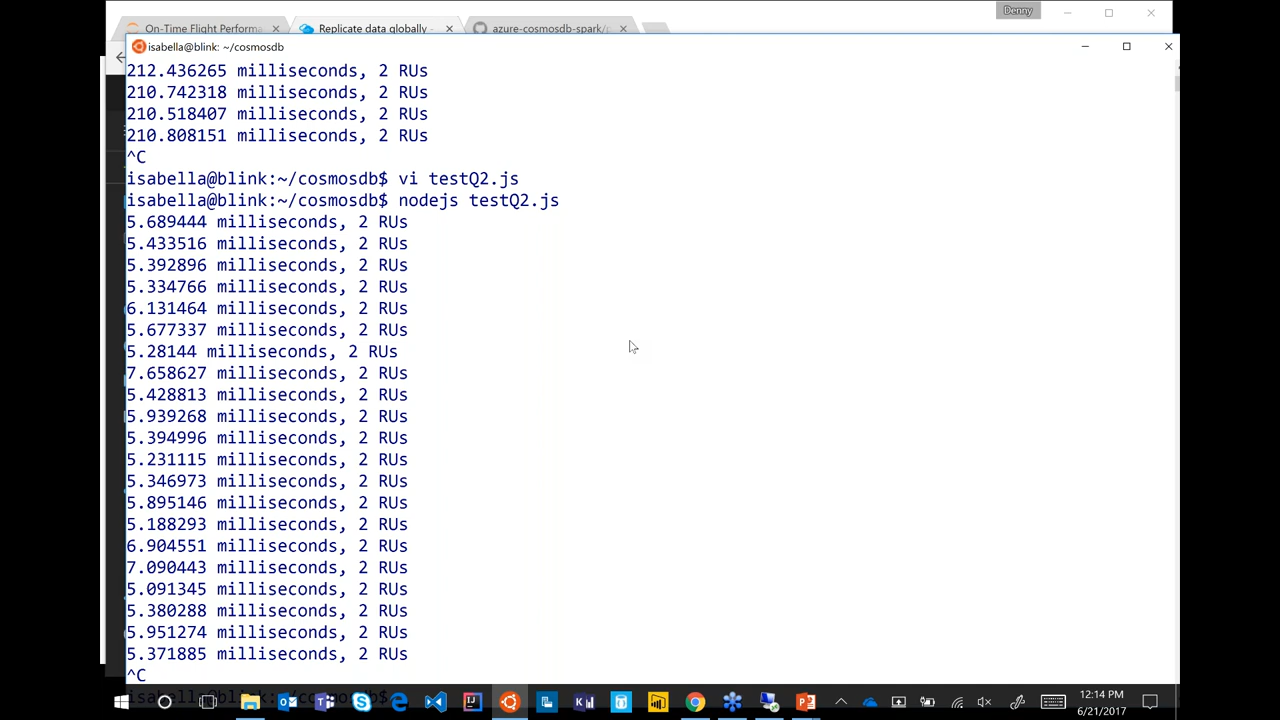 Denny
On-Time Flight Performa
Replicate data globally -
azure-cosmosdb-spark/p
isabella@blink: ~/cosmosdb
212.436265 milliseconds, 2 RUs
210.742318 milliseconds, 2 RUs
210.518407 milliseconds, 2 RUs
210.808151 milliseconds, 2 RUs
^C
isabella@blink:~/cosmosdb$ vi testQ2.js
isabella@blink:~/cosmosdb$ nodejs testQ2.js
5.689444 milliseconds, 2 RUs
5.433516 milliseconds, 2 RUs
5.392896 milliseconds, 2 RUs
5.334766 milliseconds, 2 RUs
6.131464 milliseconds, 2 RUs
5.677337 milliseconds, 2 RUs
5.28144 milliseconds, 2 RUs
7.658627 milliseconds, 2 RUs
5.428813 milliseconds, 2 RUs
5.939268 milliseconds, 2 RUs
5.394996 milliseconds, 2 RUs
5.231115 milliseconds, 2 RUs
5.346973 milliseconds, 2 RUs
5.895146 milliseconds, 2 RUs
5.188293 milliseconds, 2 RUs
6.904551 milliseconds, 2 RUs
7.090443 milliseconds, 2 RUs
5.091345 milliseconds, 2 RUs
5.380288 milliseconds, 2 RUs
5.951274 milliseconds, 2 RUs
5.371885 milliseconds, 2 RUs
^C
isabella@blink:~/cosmosdb$
12:14 PM
6/21/2017